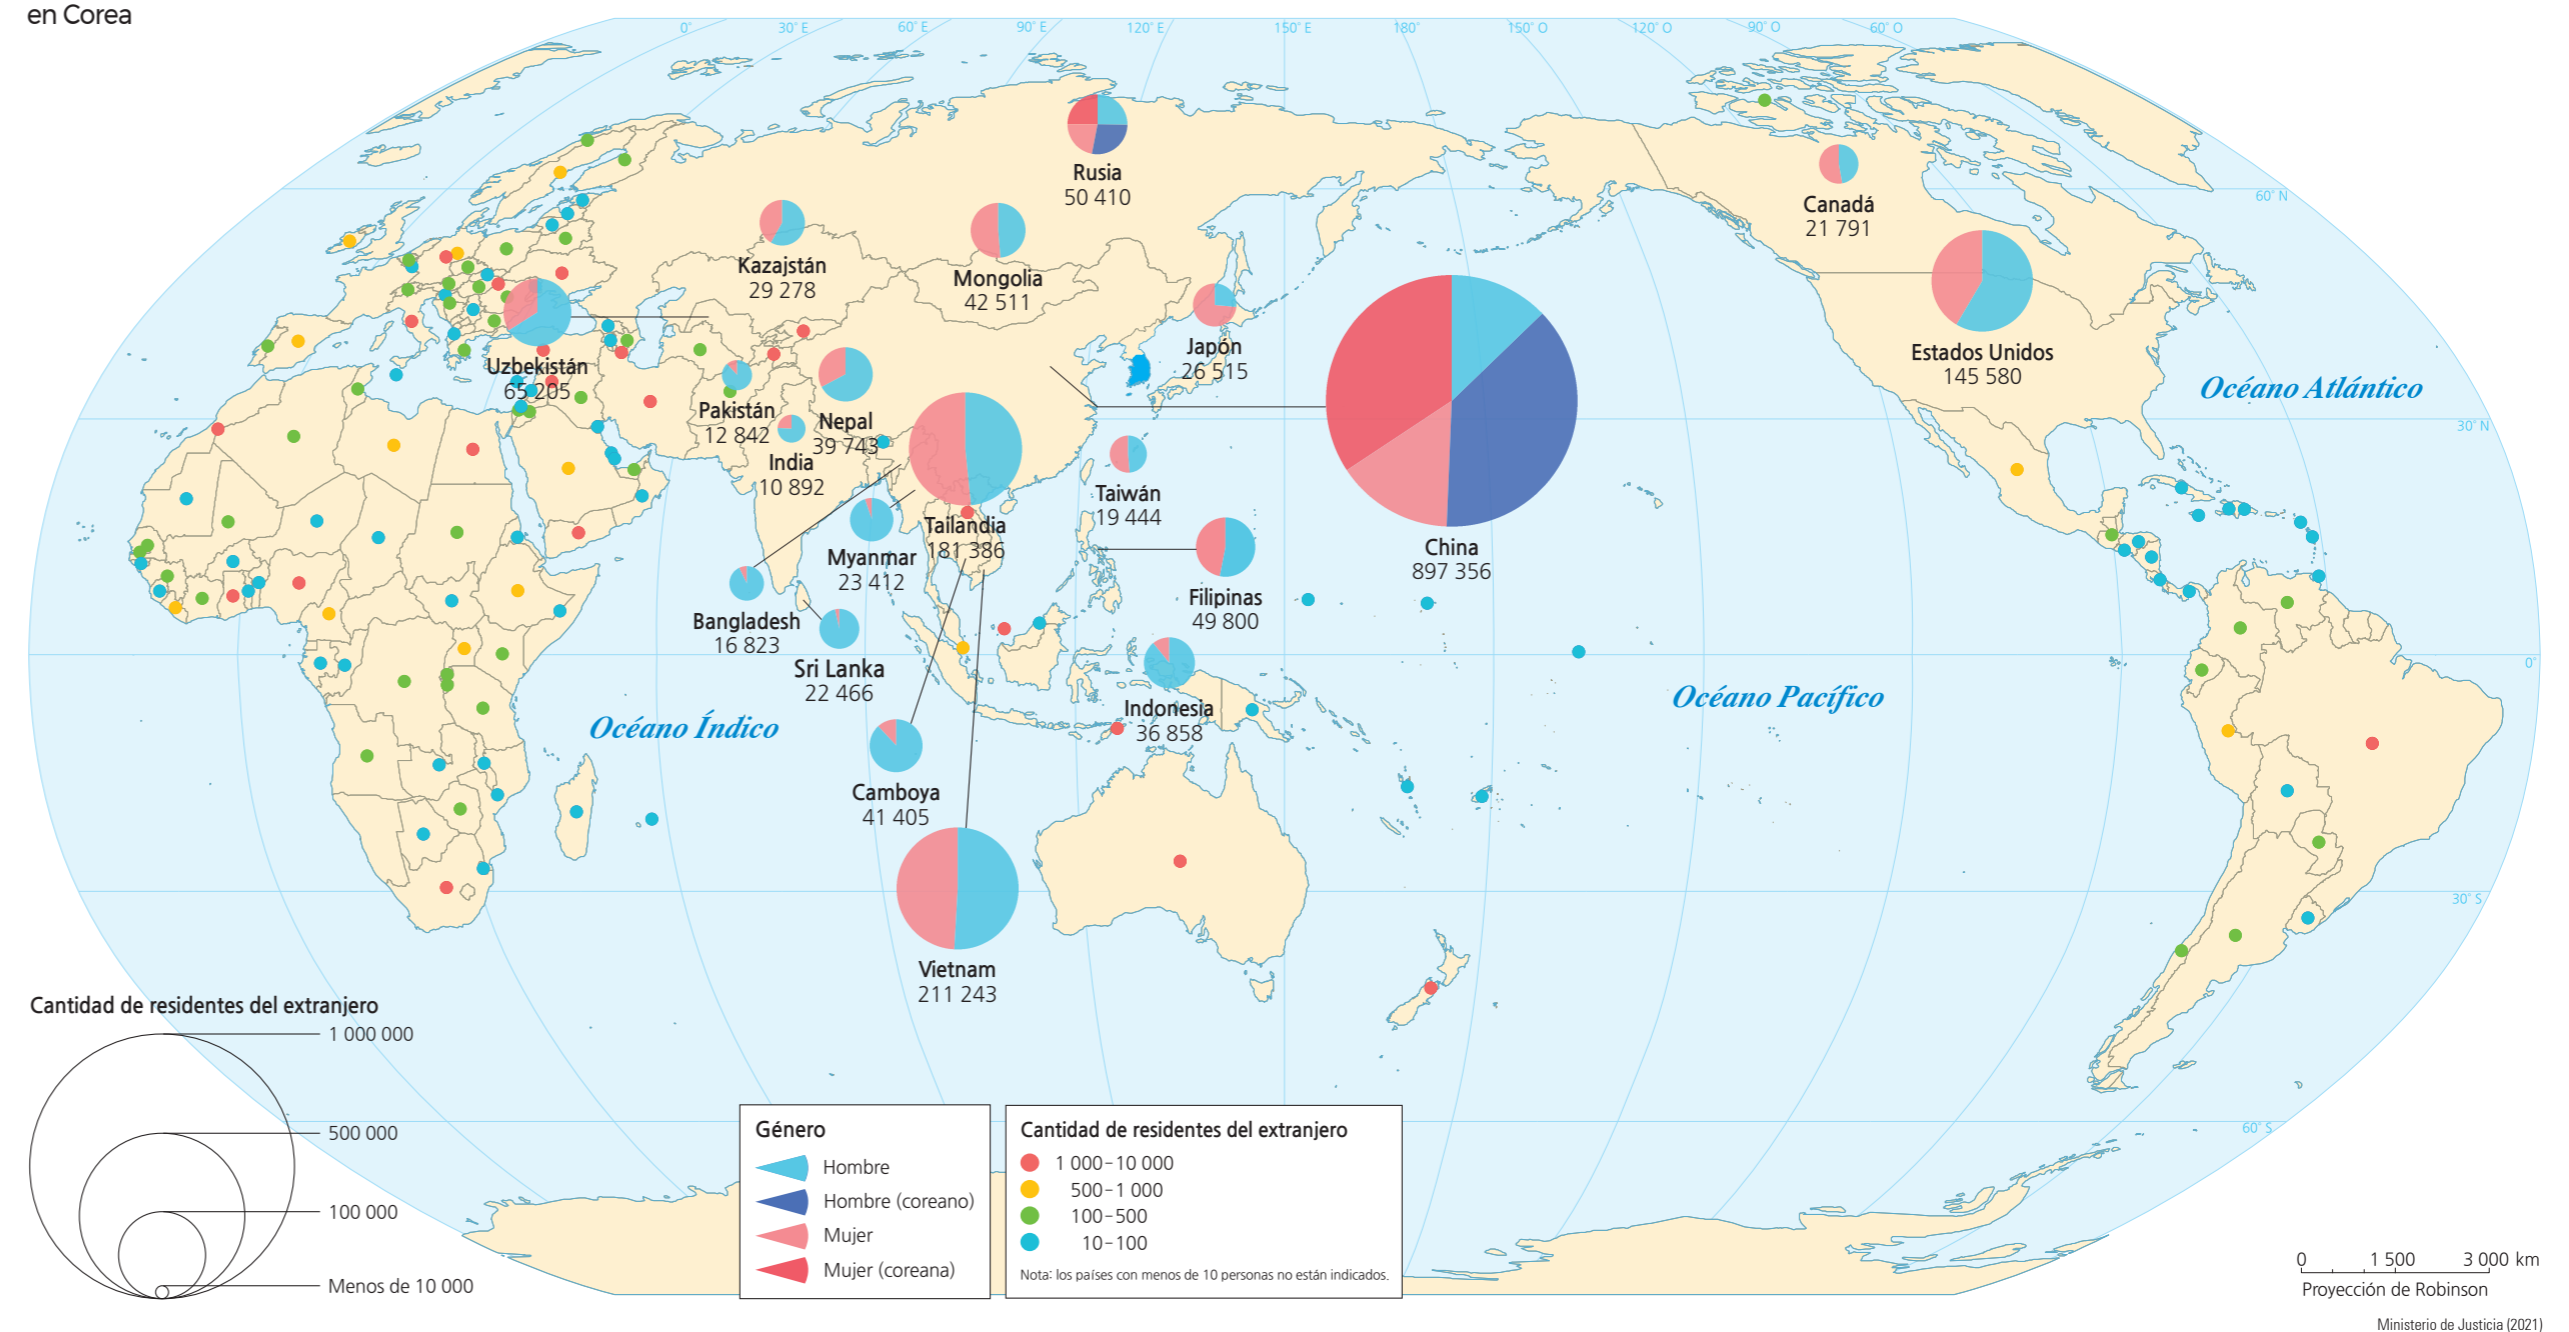 en Corea
0°
30° E
60° E
90° E
120° E
150° E
180°
150° O
120° O
90° O
60° O
60° N
30° N
0°
30° S
60° S
Rusia
50 410
Canadá
21 791
Kazajstán
29 278
Mongolia
42 511
Japón
26 515
Estados Unidos
145 580
Uzbekistán
65 205
Pakistán
12 842
Nepal
39 743
India
10 892
Taiwán
19 444
Tailandia
181 386
Myanmar
23 412
China
897 356
Filipinas
49 800
Bangladesh
16 823
Sri Lanka
22 466
Indonesia
36 858
Camboya
41 405
Vietnam
211 243
Océano Atlántico
Océano Pacífico
Océano Índico
Cantidad de residentes del extranjero
1 000 000
500 000
100 000
Menos de 10 000
Género
Hombre
Hombre (coreano)
Mujer
Mujer (coreana)
Cantidad de residentes del extranjero
1 000–10 000
500–1 000
100–500
10–100
Nota: los países con menos de 10 personas no están indicados.
0 1 500 3 000 km
Proyección de Robinson
Ministerio de Justicia (2021)